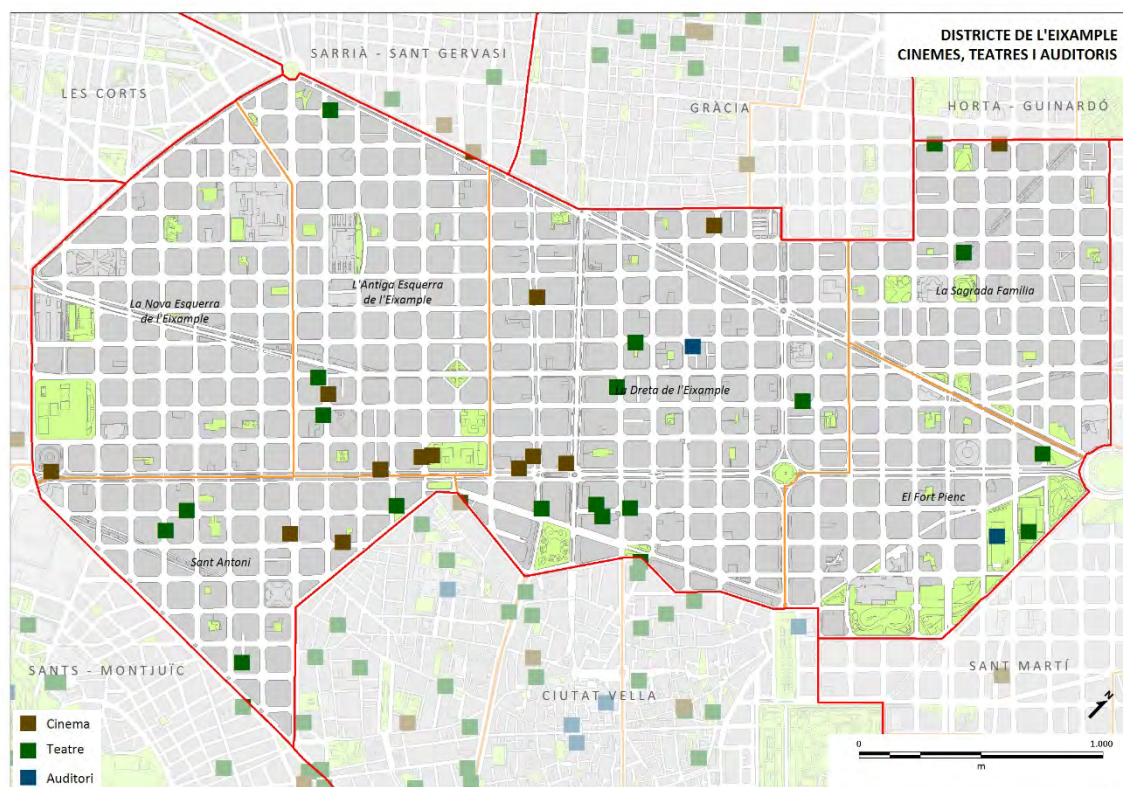 DISTRICTE DE L'EIXAMPLE
CINEMES, TEATRES I AUDITORIS
SARRIÀ - SANT GERVASI
LES CORTS
GRÀCIA
HORTA - GUINARDÓ
L'Antiga Esquerra
de l'Eixample
La Nova Esquerra
de l'Eixample
La Sagrada Família
La Dreta de l'Eixample
El Fort Pienc
Sant Antoni
SANTS - MONTJUÏC
CIUTAT VELLA
SANT MARTÍ
N
Cinema
Teatre
Auditori
0
1.000
m